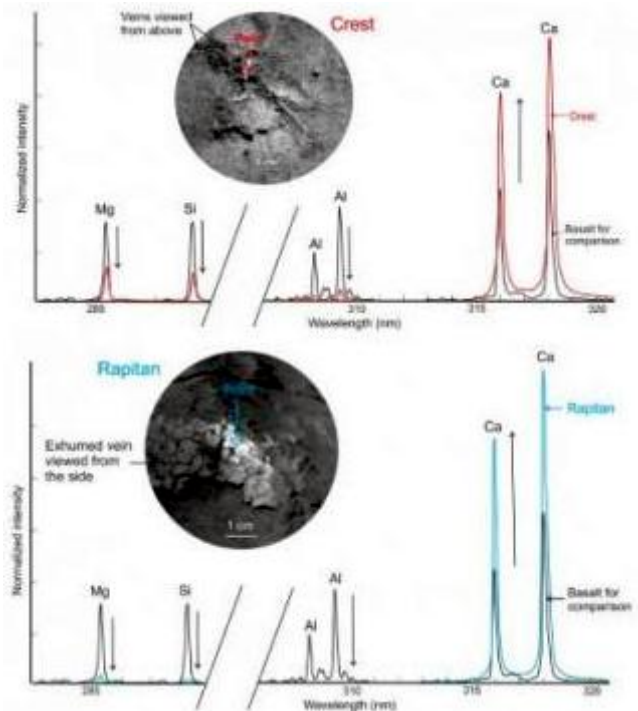 Veins viewed
from above
Crest
Ca
Ca
Crest
Mg
Si
Al
Al
Basalt for
comparison
Normalized intensity
280
310
315
320
Wavelength (nm)
Rapitan
Ca
Ca
Rapitan
Exhumed vein
viewed from
the side
1 cm
Mg
Si
Al
Al
Basalt for
comparison
Normalized intensity
310
315
320
Wavelength (nm)